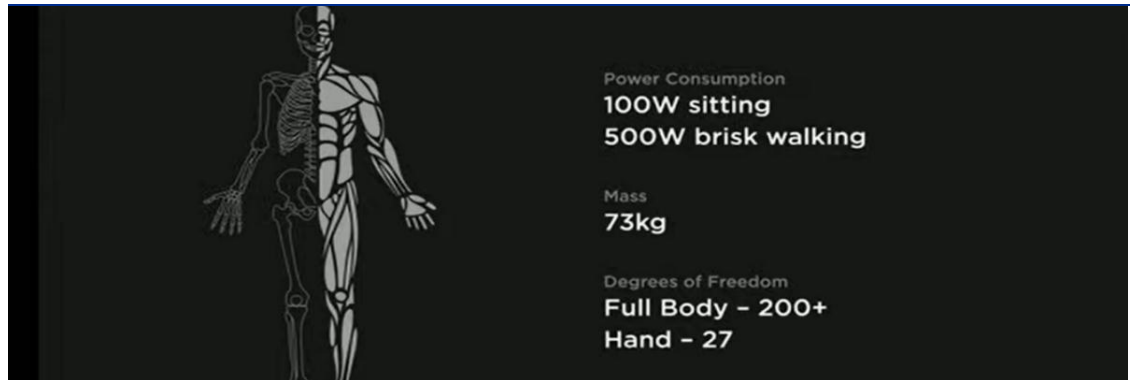 Power Consumption
100W sitting
500W brisk walking
Mass
73kg
Degrees of Freedom
Full Body – 200+
Hand – 27